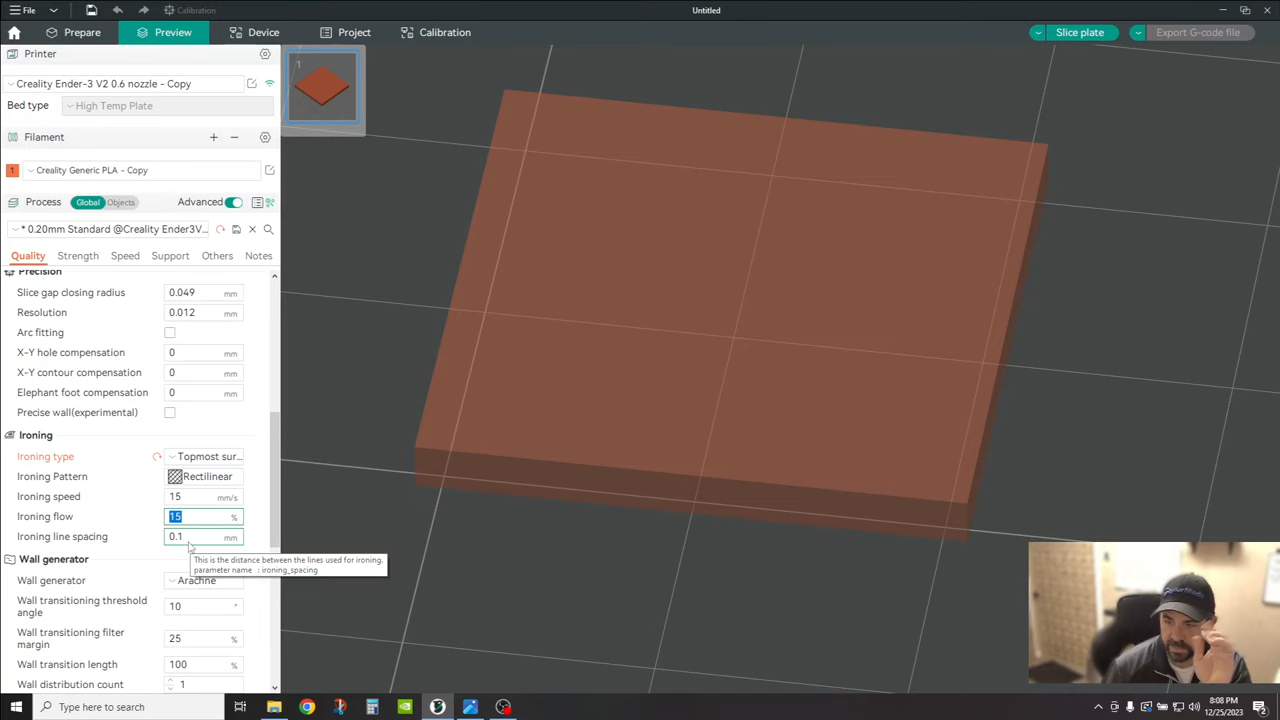 File
Calibration
Untitled
Prepare
Preview
Device
Project
Calibration
Slice plate
Export G-code file
Printer
Creality Ender-3 V2 0.6 nozzle - Copy
Bed type
High Temp Plate
1
Filament
1
Creality Generic PLA - Copy
Process
Global
Objects
Advanced
* 0.20mm Standard @Creality Ender3V...
Quality
Strength
Speed
Support
Others
Notes
Precision
Slice gap closing radius
0.049 mm
Resolution
0.012 mm
Arc fitting
X-Y hole compensation
0 mm
X-Y contour compensation
0 mm
Elephant foot compensation
0 mm
Precise wall(experimental)
Ironing
Ironing type
Topmost sur...
Ironing Pattern
Rectilinear
Ironing speed
15 mm/s
Ironing flow
15 %
Ironing line spacing
0.1 mm
This is the distance between the lines used for ironing.
parameter name : ironing_spacing
Wall generator
Wall generator
Arachne
Wall transitioning threshold
angle
10 °
Wall transitioning filter
margin
25 %
Wall transition length
100 %
Wall distribution count
1
Type here to search
8:08 PM
12/25/2023
2